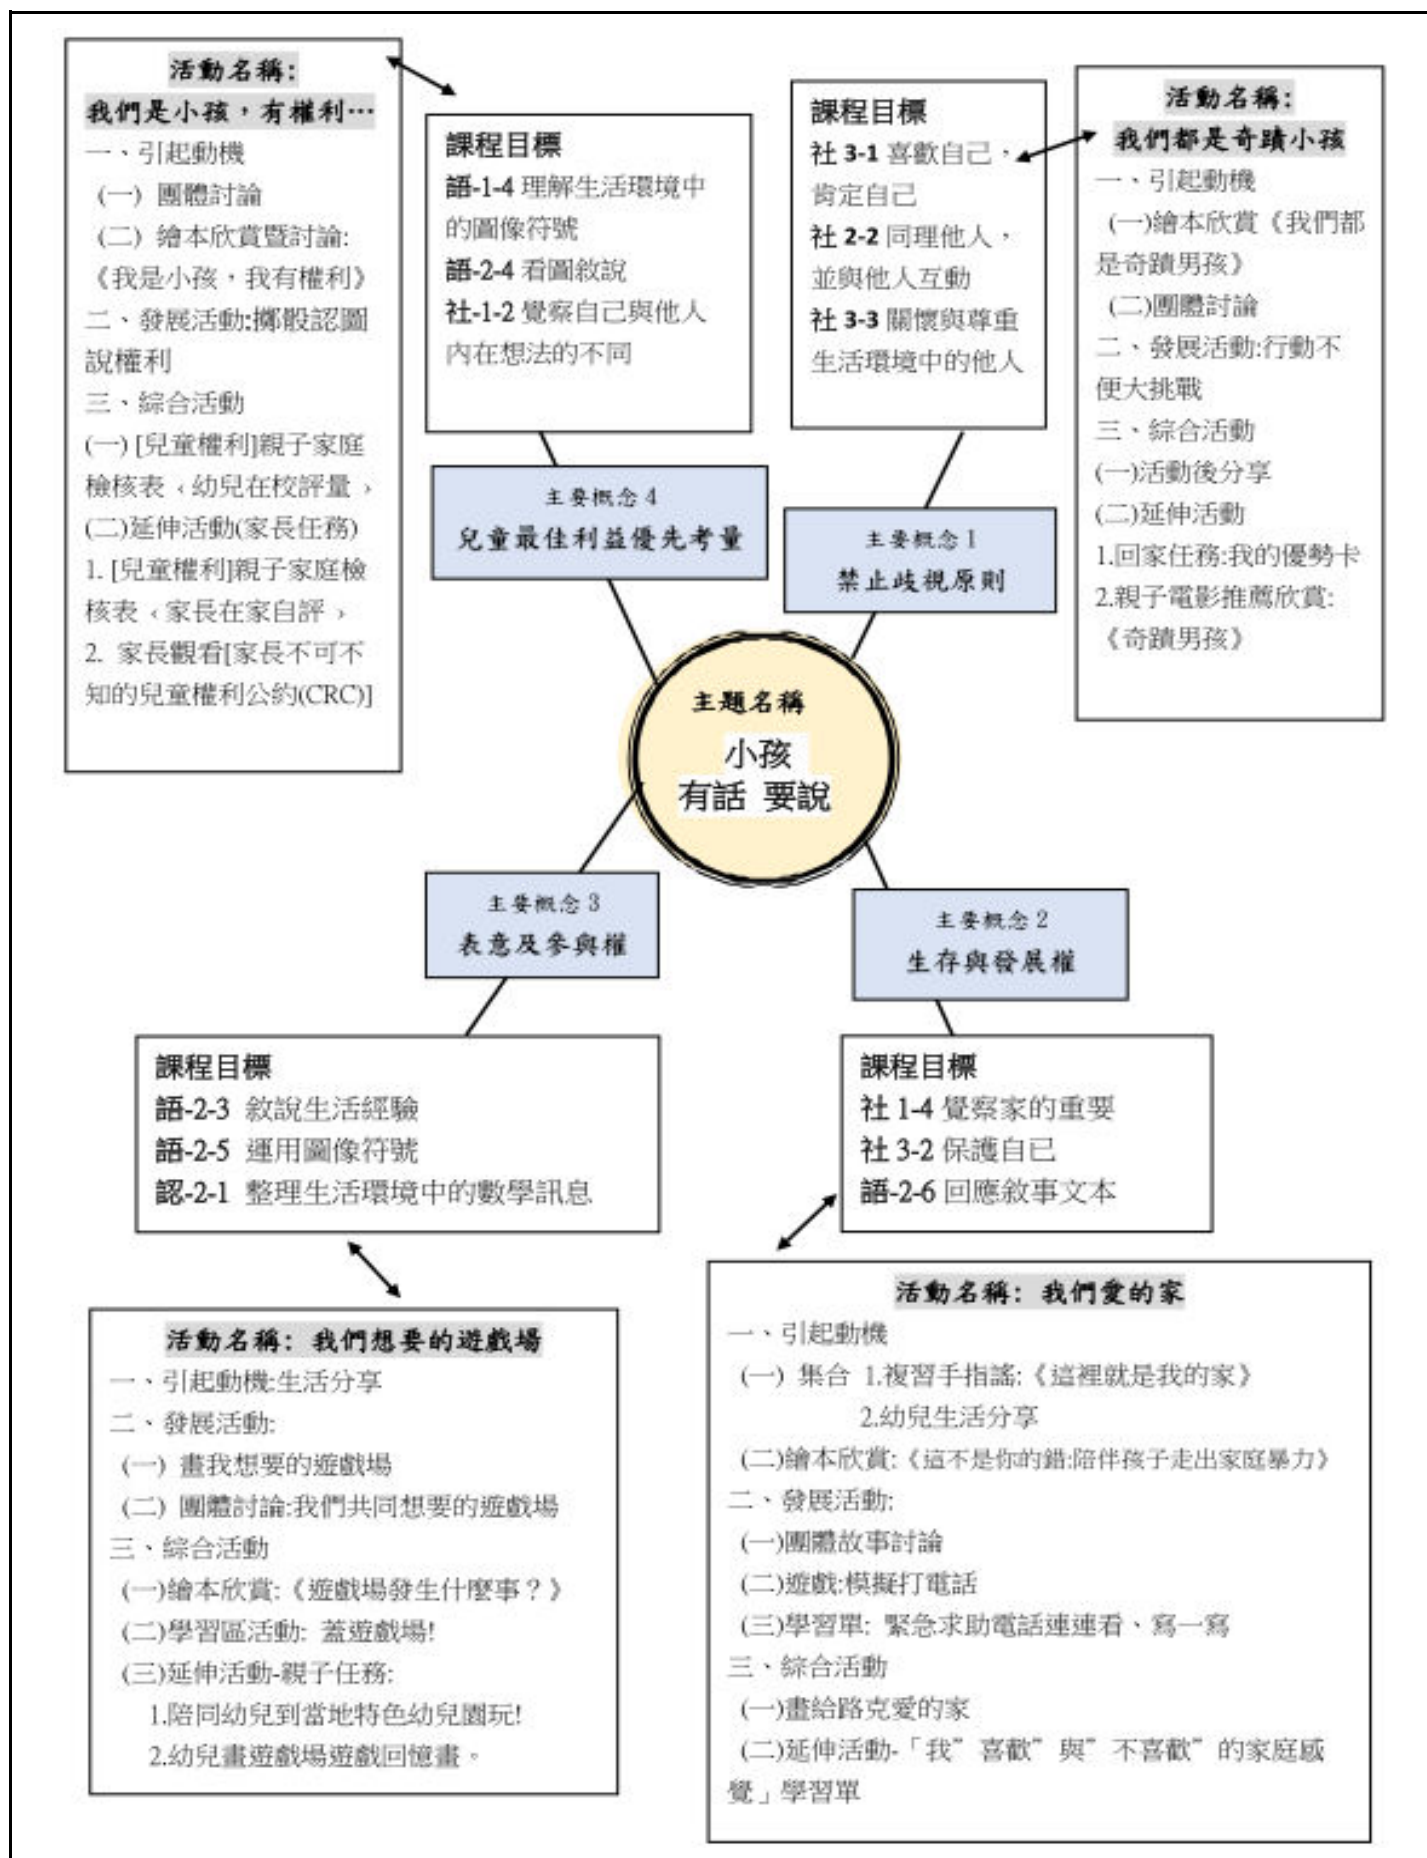 活動名稱:
我們是小孩，有權利…
一、引起動機
(一) 團體討論
(二) 繪本欣賞暨討論:
《我是小孩，我有權利》
二、發展活動:擲骰認圖
說權利
三、綜合活動
(一) [兒童權利]親子家庭
檢核表﹤幼兒在校評量﹥
(二)延伸活動(家長任務)
1. [兒童權利]親子家庭檢
核表﹤家長在家自評﹥
2. 家長觀看[家長不可不
知的兒童權利公約(CRC)]
課程目標
語-1-4 理解生活環境中
的圖像符號
語-2-4 看圖敘說
社-1-2 覺察自己與他人
內在想法的不同
主要概念 4
兒童最佳利益優先考量
課程目標
社 3-1 喜歡自己，
肯定自己
社 2-2 同理他人，
並與他人互動
社 3-3 關懷與尊重
生活環境中的他人
主要概念 1
禁止歧視原則
活動名稱:
我們都是奇蹟小孩
一、引起動機
(一)繪本欣賞《我們都
是奇蹟男孩》
(二)團體討論
二、發展活動:行動不
便大挑戰
三、綜合活動
(一)活動後分享
(二)延伸活動
1.回家任務:我的優勢卡
2.親子電影推薦欣賞:
《奇蹟男孩》
主題名稱
小孩
有話 要說
主要概念 3
表意及參與權
課程目標
語-2-3 敘說生活經驗
語-2-5 運用圖像符號
認-2-1 整理生活環境中的數學訊息
活動名稱: 我們想要的遊戲場
一、引起動機:生活分享
二、發展活動:
(一) 畫我想要的遊戲場
(二) 團體討論:我們共同想要的遊戲場
三、綜合活動
(一)繪本欣賞:《遊戲場發生什麼事？》
(二)學習區活動: 蓋遊戲場!
(三)延伸活動-親子任務:
1.陪同幼兒到當地特色幼兒園玩!
2.幼兒畫遊戲場遊戲回憶畫。
主要概念 2
生存與發展權
課程目標
社 1-4 覺察家的重要
社 3-2 保護自己
語-2-6 回應敘事文本
活動名稱: 我們愛的家
一、引起動機
(一) 集合 1.複習手指謠:《這裡就是我的家》
2.幼兒生活分享
(二)繪本欣賞:《這不是你的錯:陪伴孩子走出家庭暴力》
二、發展活動:
(一)團體故事討論
(二)遊戲:模擬打電話
(三)學習單: 緊急求助電話連連看、寫一寫
三、綜合活動
(一)畫給路克愛的家
(二)延伸活動-「我”喜歡”與”不喜歡”的家庭感
覺」學習單